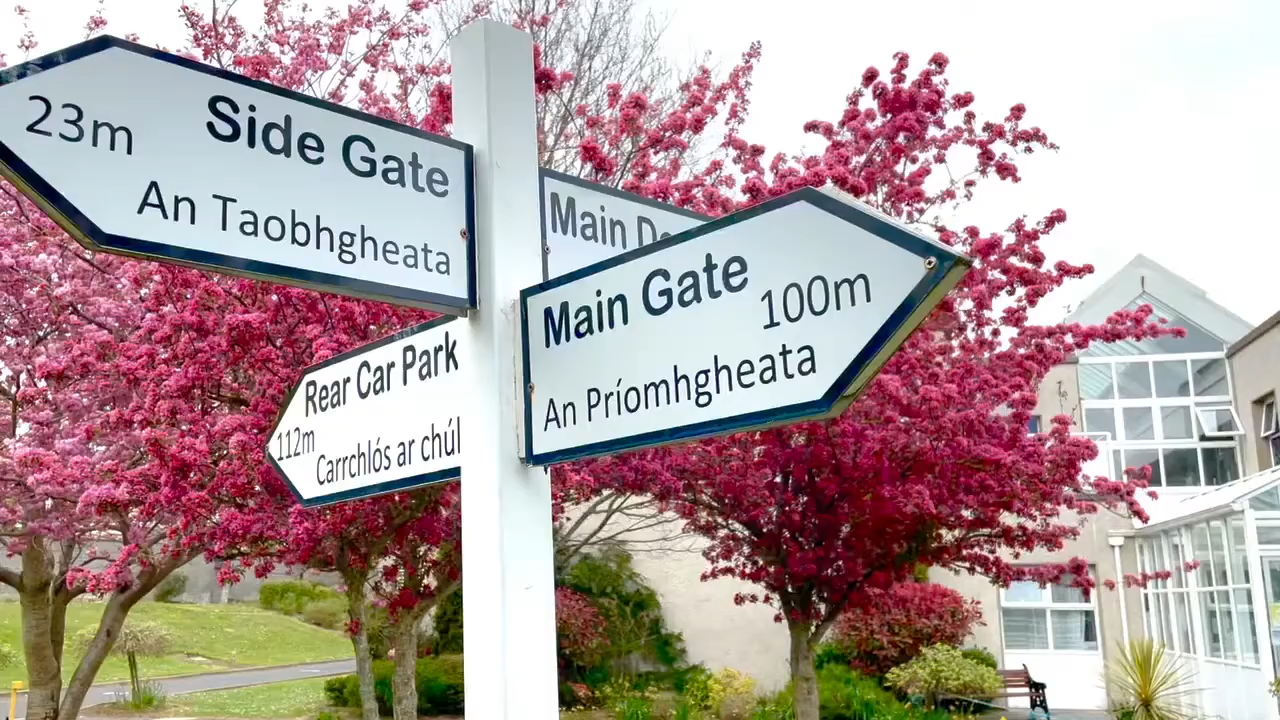 Side Gate
23m
An Taobhgheata
Main
Main Gate
100m
An Príomhgheata
Rear Car Park
112m
Carrchlós ar chúl